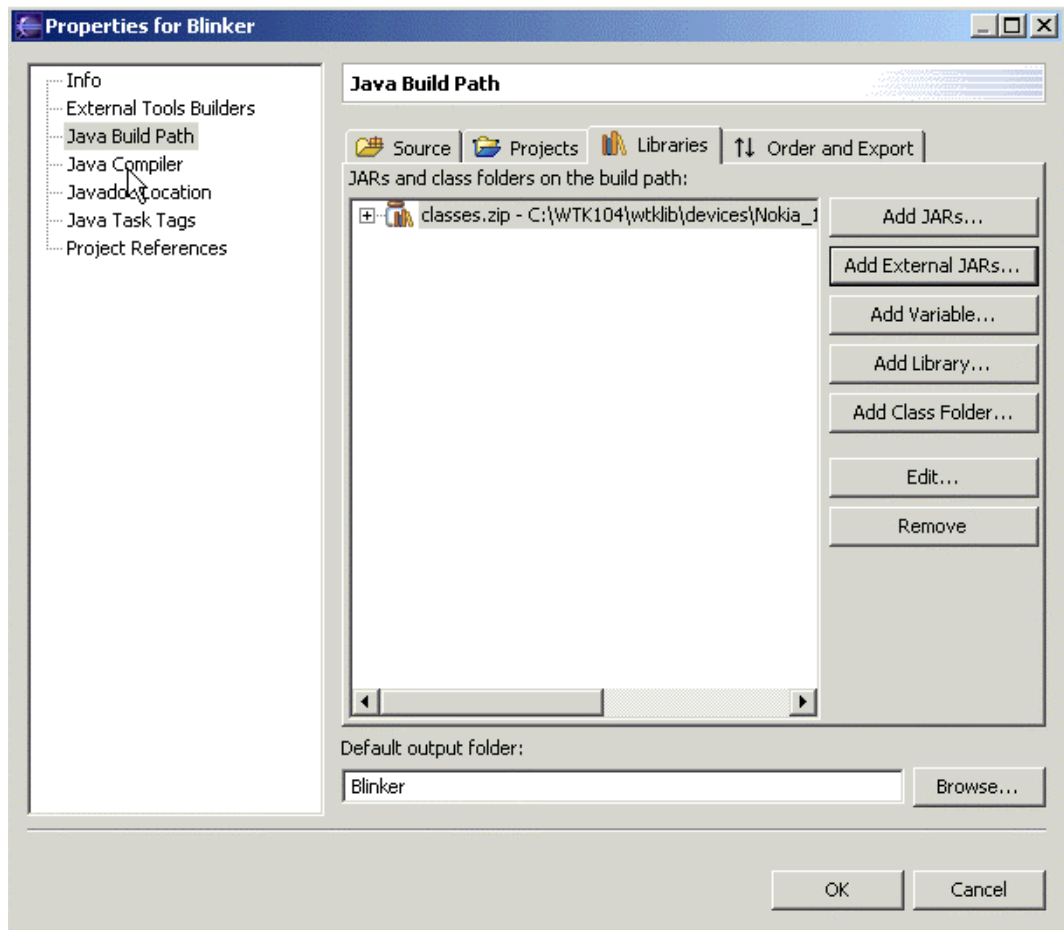 Properties for Blinker
Info
External Tools Builders
Java Build Path
Java Compiler
Javadoc Location
Java Task Tags
Project References
Java Build Path
Source
Projects
Libraries
Order and Export
JARs and class folders on the build path:
classes.zip - C:\WTK104\wtklib\devices\Nokia_1
Add JARs...
Add External JARs...
Add Variable...
Add Library...
Add Class Folder...
Edit...
Remove
Default output folder:
Blinker
Browse...
OK
Cancel